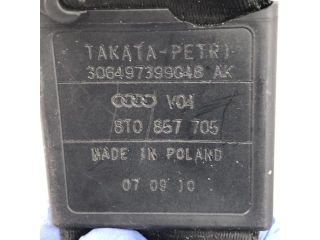 TAKATA-PETRI
306497399G48 AK
V04
8T0 857 705
MADE IN POLAND
07 09 10